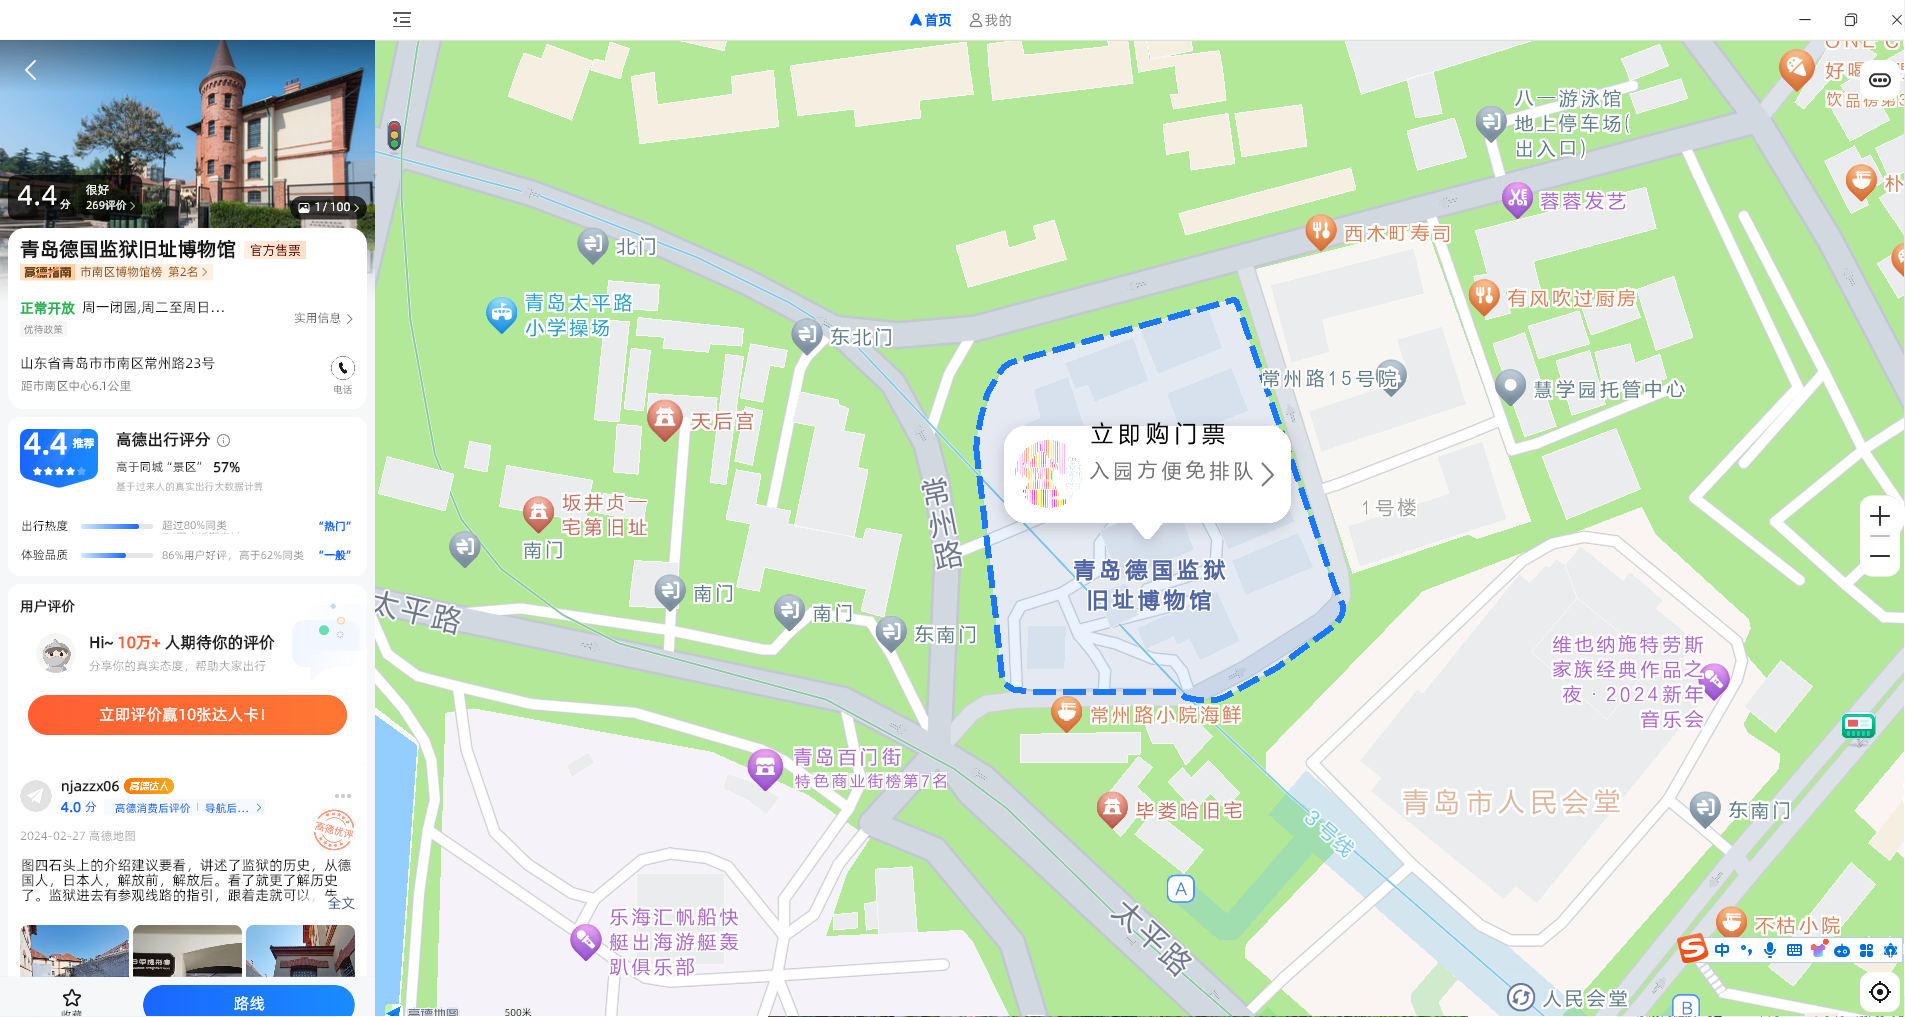 首页
我的
4.4分
很好
269评价
1/100
青岛德国监狱旧址博物馆
官方售票
高德指南 市南区博物馆榜 第2名
正常开放 周一闭园,周二至周日...
实用信息
优待政策
山东省青岛市市南区常州路23号
距市南区中心6.1公里
电话
4.4 推荐
高德出行评分
高于同城“景区” 57%
基于过来人的真实出行大数据计算
出行热度
超过80%同类
“热门”
体验品质
86%用户好评，高于62%同类
“一般”
用户评价
Hi~ 10万+ 人期待你的评价
分享你的真实态度，帮助大家出行
立即评价赢10张达人卡!
njazzx06 高德达人
4.0 分
高德消费后评价
导航后...
2024-02-27 高德地图
高德优评
图四石头上的介绍建议要看，讲述了监狱的历史，从德
国人，日本人，解放前，解放后。看了就更了解历史
了。监狱进去有参观线路的指引，跟着走就可以，
全文
收藏
路线
八一游泳馆
地上停车场(
出入口)
好喝
饮品榜第3
朴
蓉蓉发艺
西木町寿司
有风吹过厨房
北门
青岛太平路
小学操场
东北门
常州路15号院
慧学园托管中心
天后宫
立即购门票
入园方便免排队
常州路
1号楼
坂井贞一
宅第旧址
南门
南门
南门
东南门
太平路
青岛德国监狱
旧址博物馆
维也纳施特劳斯
家族经典作品之
夜·2024新年
音乐会
常州路小院海鲜
青岛百门街
特色商业街榜第7名
毕娄哈旧宅
青岛市人民会堂
东南门
3号线
A
太平路
乐海汇帆船快
艇出海游艇轰
趴俱乐部
不枯小院
中
人民会堂
B
高德地图
500米